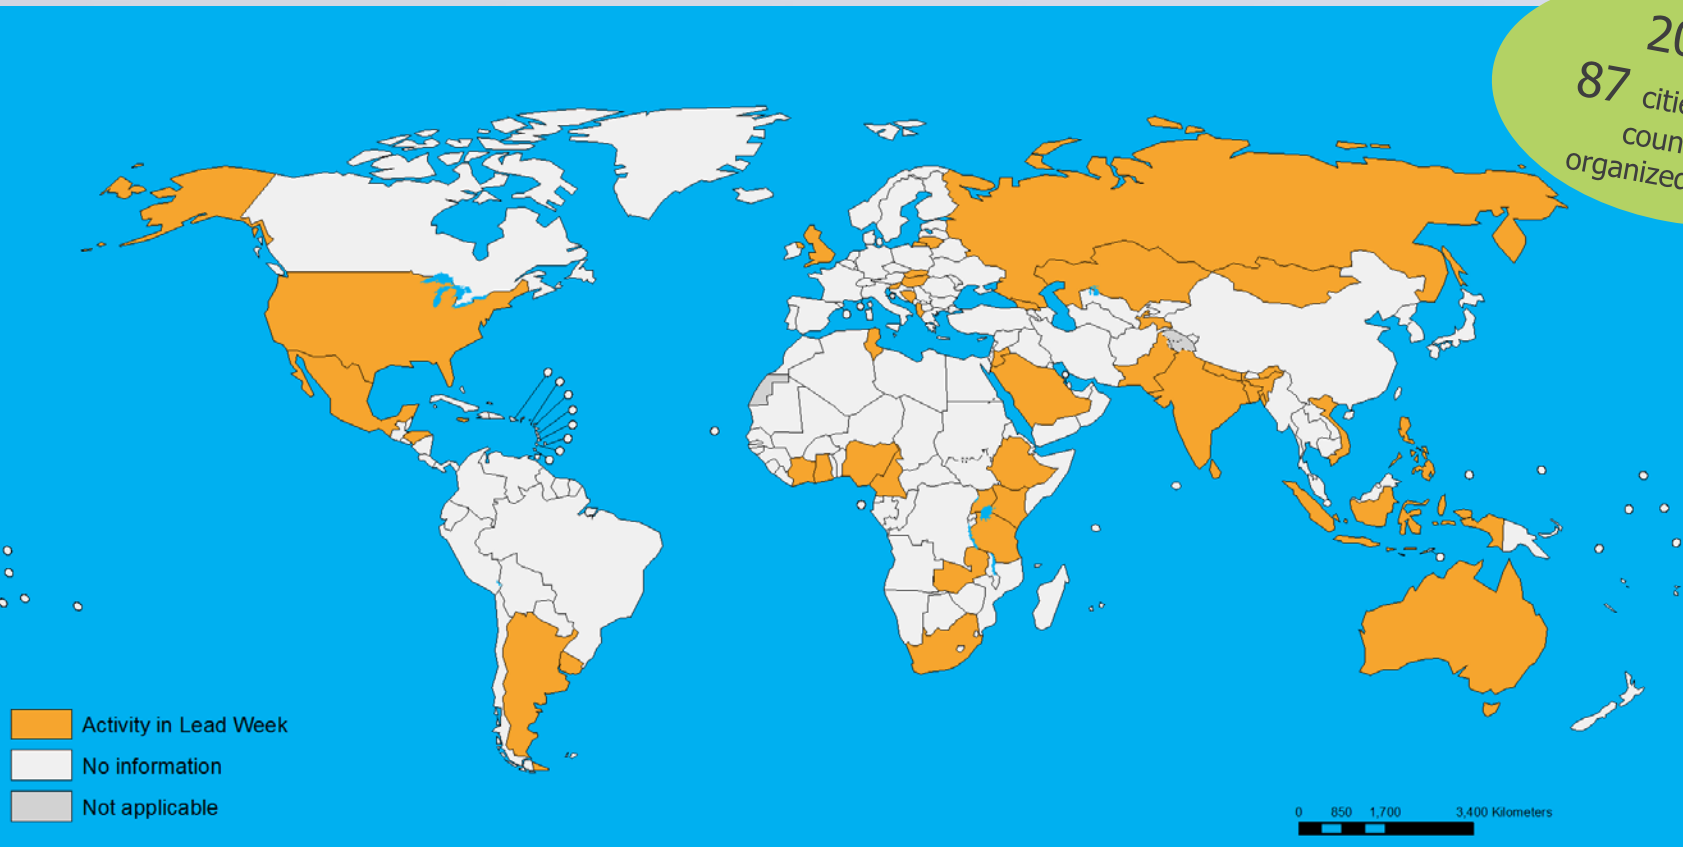 87
Activity in Lead Week
No information
Not applicable
0 850 1,700 3,400 Kilometers